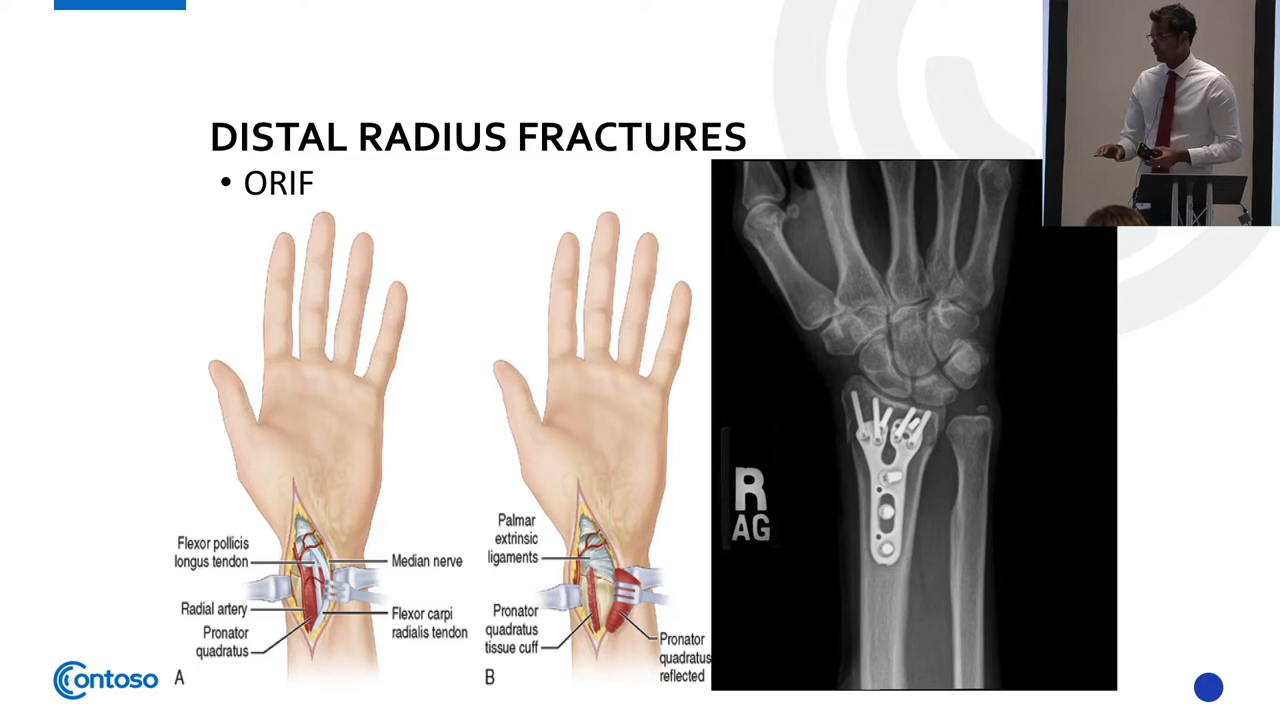 DISTAL RADIUS FRACTURES
• ORIF
Flexor pollicis
longus tendon
Median nerve
Radial artery
Flexor carpi
radialis tendon
Pronator
quadratus
A
Palmar
extrinsic
ligaments
Pronator
quadratus
tissue cuff
Pronator
quadratus
reflected
B
R
AG
Contoso